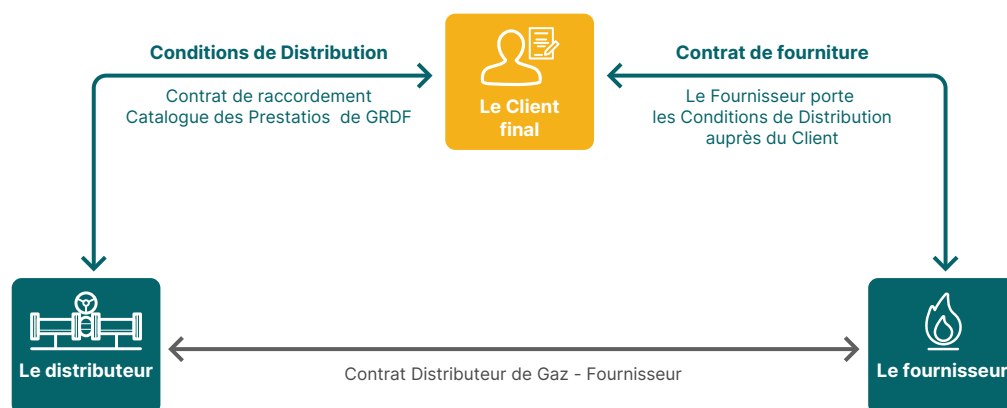 Conditions de Distribution
Contrat de raccordement
Catalogue des Prestatios de GRDF
Le Client
final
Contrat de fourniture
Le Fournisseur porte
les Conditions de Distribution
auprès du Client
Le distributeur
Contrat Distributeur de Gaz - Fournisseur
Le fournisseur